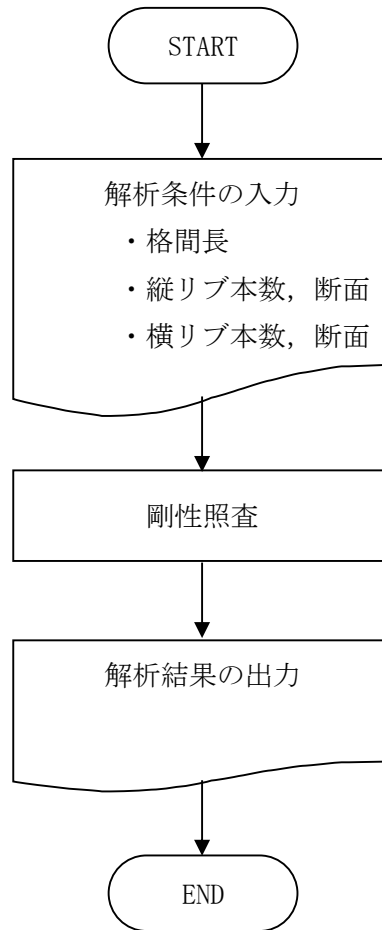 START
解析条件の入力
・格間長
・縦リブ本数，断面
・横リブ本数，断面
剛性照査
解析結果の出力
END